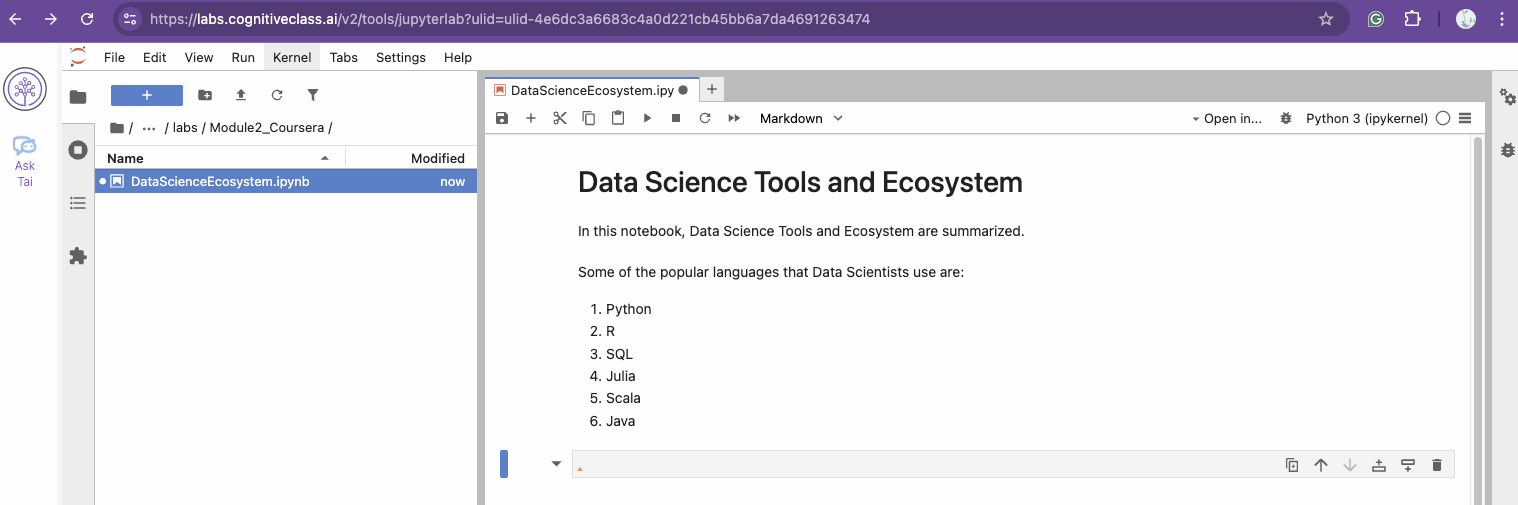 https://labs.cognitiveclass.ai/v2/tools/jupyterlab?ulid=ulid-4e6dc3a6683c4a0d221cb45bb6a7da4691263474
File Edit View Run Kernel Tabs Settings Help
Ask
Tai
/ ... / labs / Module2_Coursera /
Name Modified
DataScienceEcosystem.ipynb now
DataScienceEcosystem.ipy
Markdown Open in... Python 3 (ipykernel)
Data Science Tools and Ecosystem
In this notebook, Data Science Tools and Ecosystem are summarized.
Some of the popular languages that Data Scientists use are:
1. Python
2. R
3. SQL
4. Julia
5. Scala
6. Java